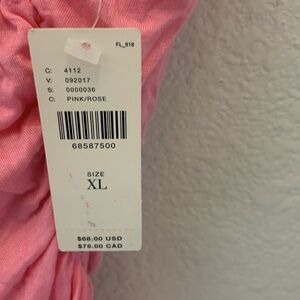 FL_818
C: 4112
V: 092017
S: 0000036
C: PINK/ROSE
68587500
SIZE
XL
$68.00 USD
$78.00 CAD